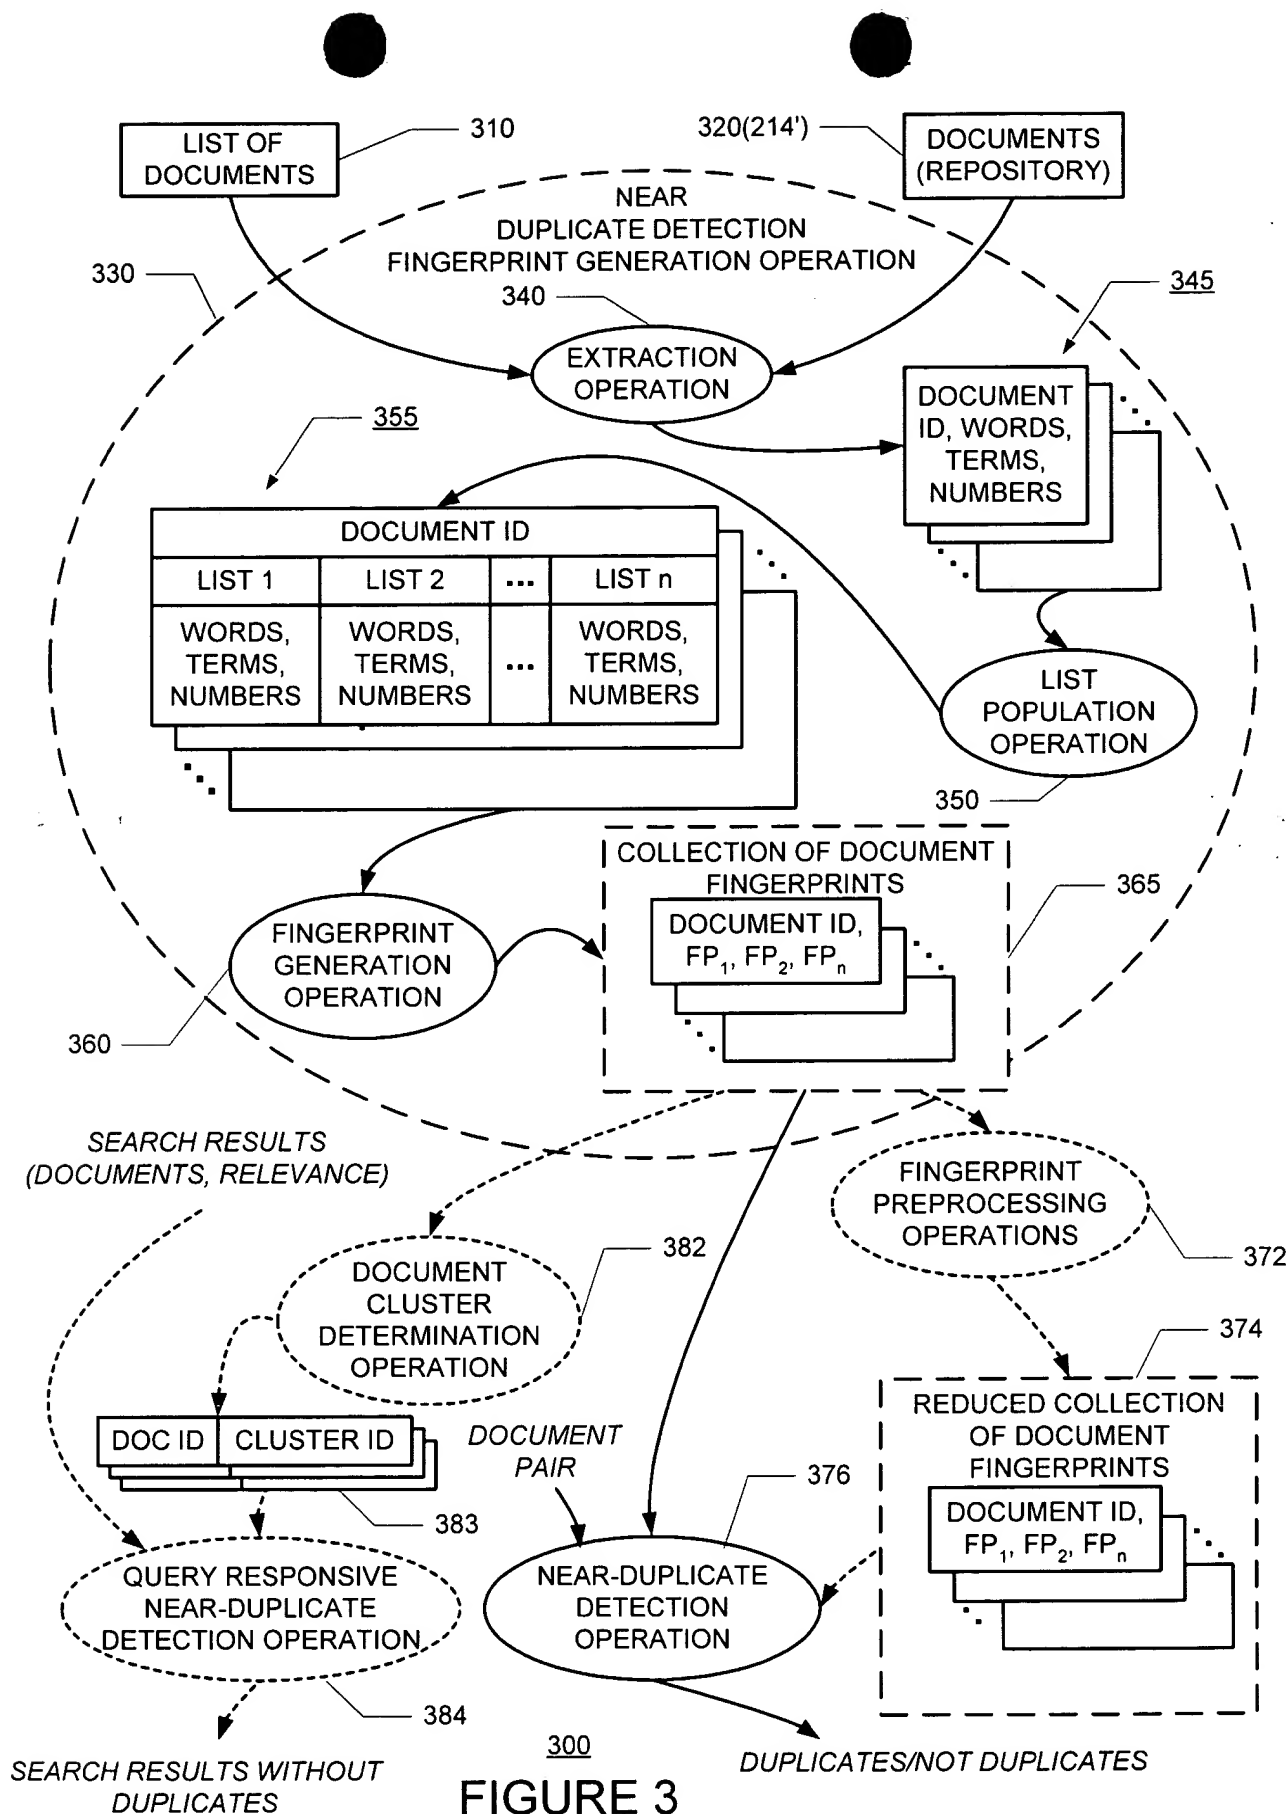 LIST OF
DOCUMENTS
310
320(214')
DOCUMENTS
(REPOSITORY)
NEAR
DUPLICATE DETECTION
FINGERPRINT GENERATION OPERATION
330
340
345
EXTRACTION
OPERATION
DOCUMENT
ID, WORDS,
TERMS,
NUMBERS
355
DOCUMENT ID
LIST 1
LIST 2
...
LIST n
WORDS,
TERMS,
NUMBERS
WORDS,
TERMS,
NUMBERS
...
WORDS,
TERMS,
NUMBERS
LIST
POPULATION
OPERATION
350
COLLECTION OF DOCUMENT
FINGERPRINTS
365
DOCUMENT ID,
FP1, FP2, FPn
FINGERPRINT
GENERATION
OPERATION
360
SEARCH RESULTS
(DOCUMENTS, RELEVANCE)
FINGERPRINT
PREPROCESSING
OPERATIONS
372
382
DOCUMENT
CLUSTER
DETERMINATION
OPERATION
374
REDUCED COLLECTION
OF DOCUMENT
FINGERPRINTS
DOCUMENT ID,
FP1, FP2, FPn
DOC ID
CLUSTER ID
383
DOCUMENT
PAIR
376
QUERY RESPONSIVE
NEAR-DUPLICATE
DETECTION OPERATION
384
NEAR-DUPLICATE
DETECTION
OPERATION
SEARCH RESULTS WITHOUT
DUPLICATES
DUPLICATES/NOT DUPLICATES
300
FIGURE 3